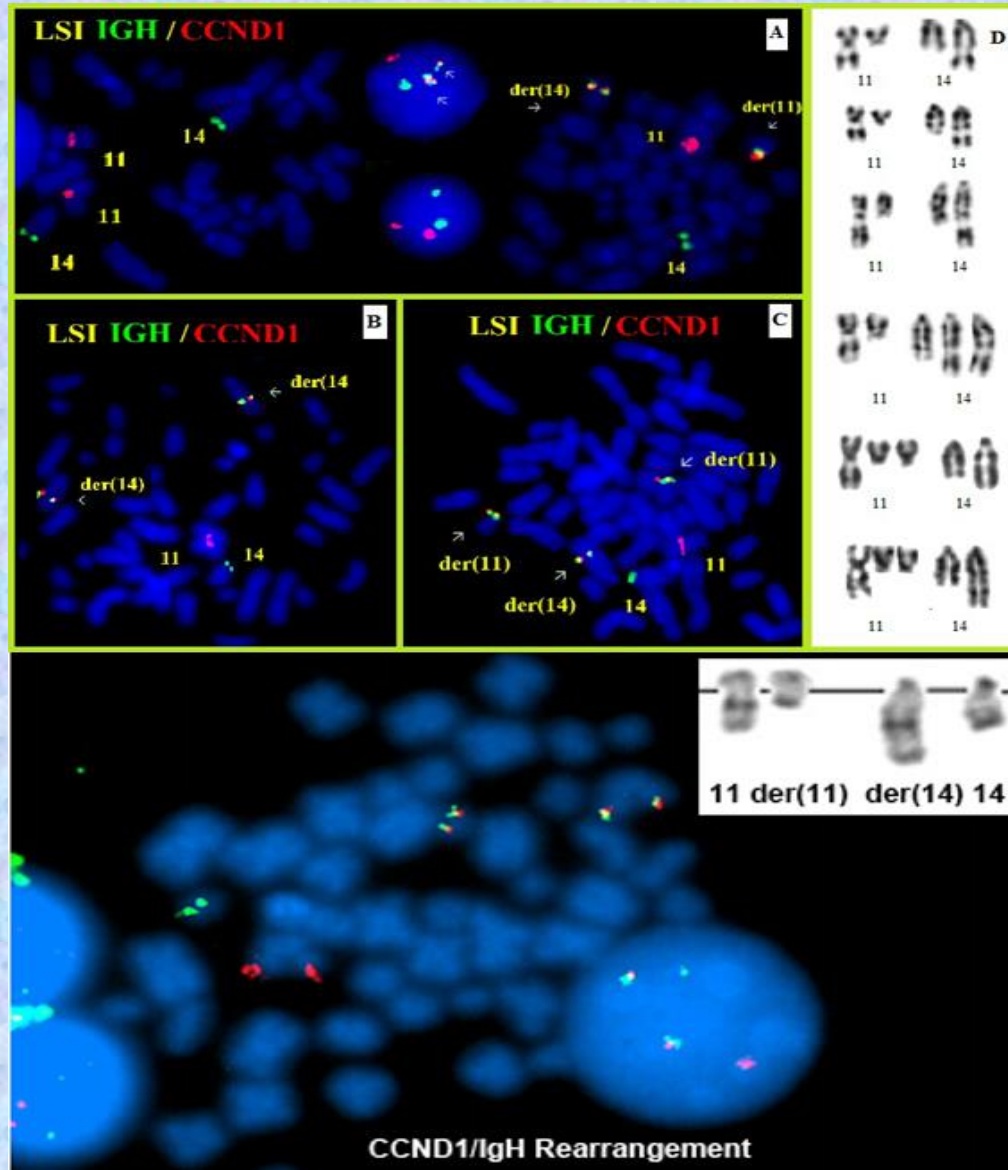 LSI IGH / CCND1
A
14
11
11
14
der(14)
11
der(11)
14
LSI IGH / CCND1
B
der(14
der(14)
11
14
LSI IGH / CCND1
C
der(11)
der(11)
der(14)
14
11
D
11 14
11 14
11 14
11 14
11 14
11 14
11 der(11) der(14) 14
CCND1/IgH Rearrangement